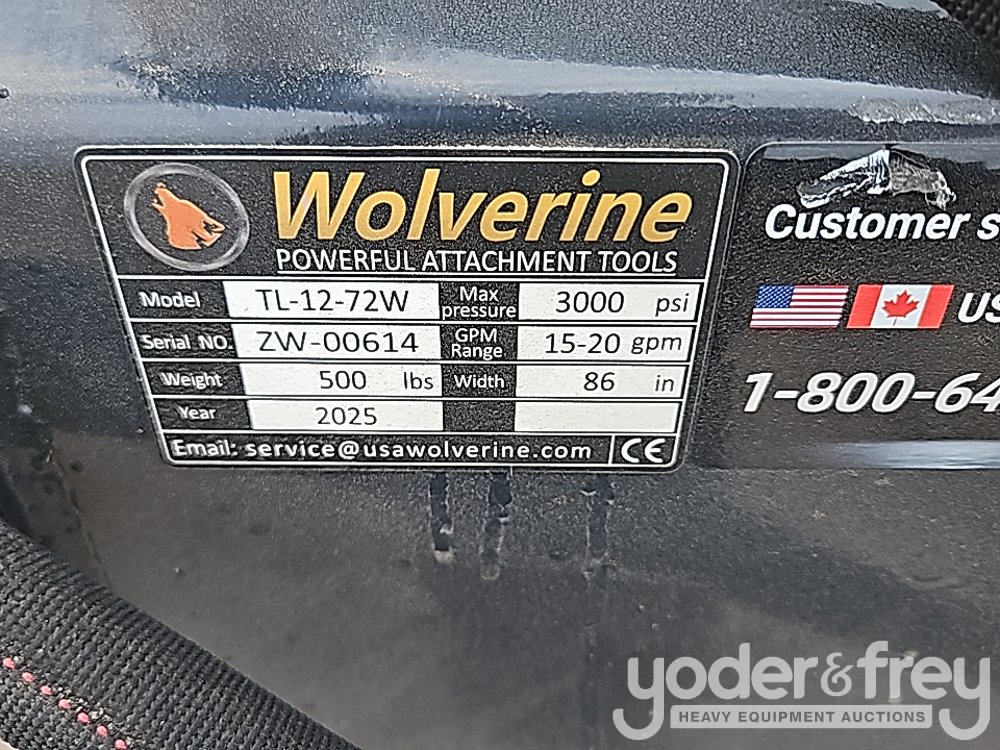 Wolverine
POWERFUL ATTACHMENT TOOLS
Model TL-12-72W Max pressure 3000 psi
Serial NO. ZW-00614 GPM Range 15-20 gpm
Weight 500 lbs Width 86 in
Year 2025
Email: service@usawolverine.com CE
Customer s
US
1-800-64
yoder&frey
HEAVY EQUIPMENT AUCTIONS